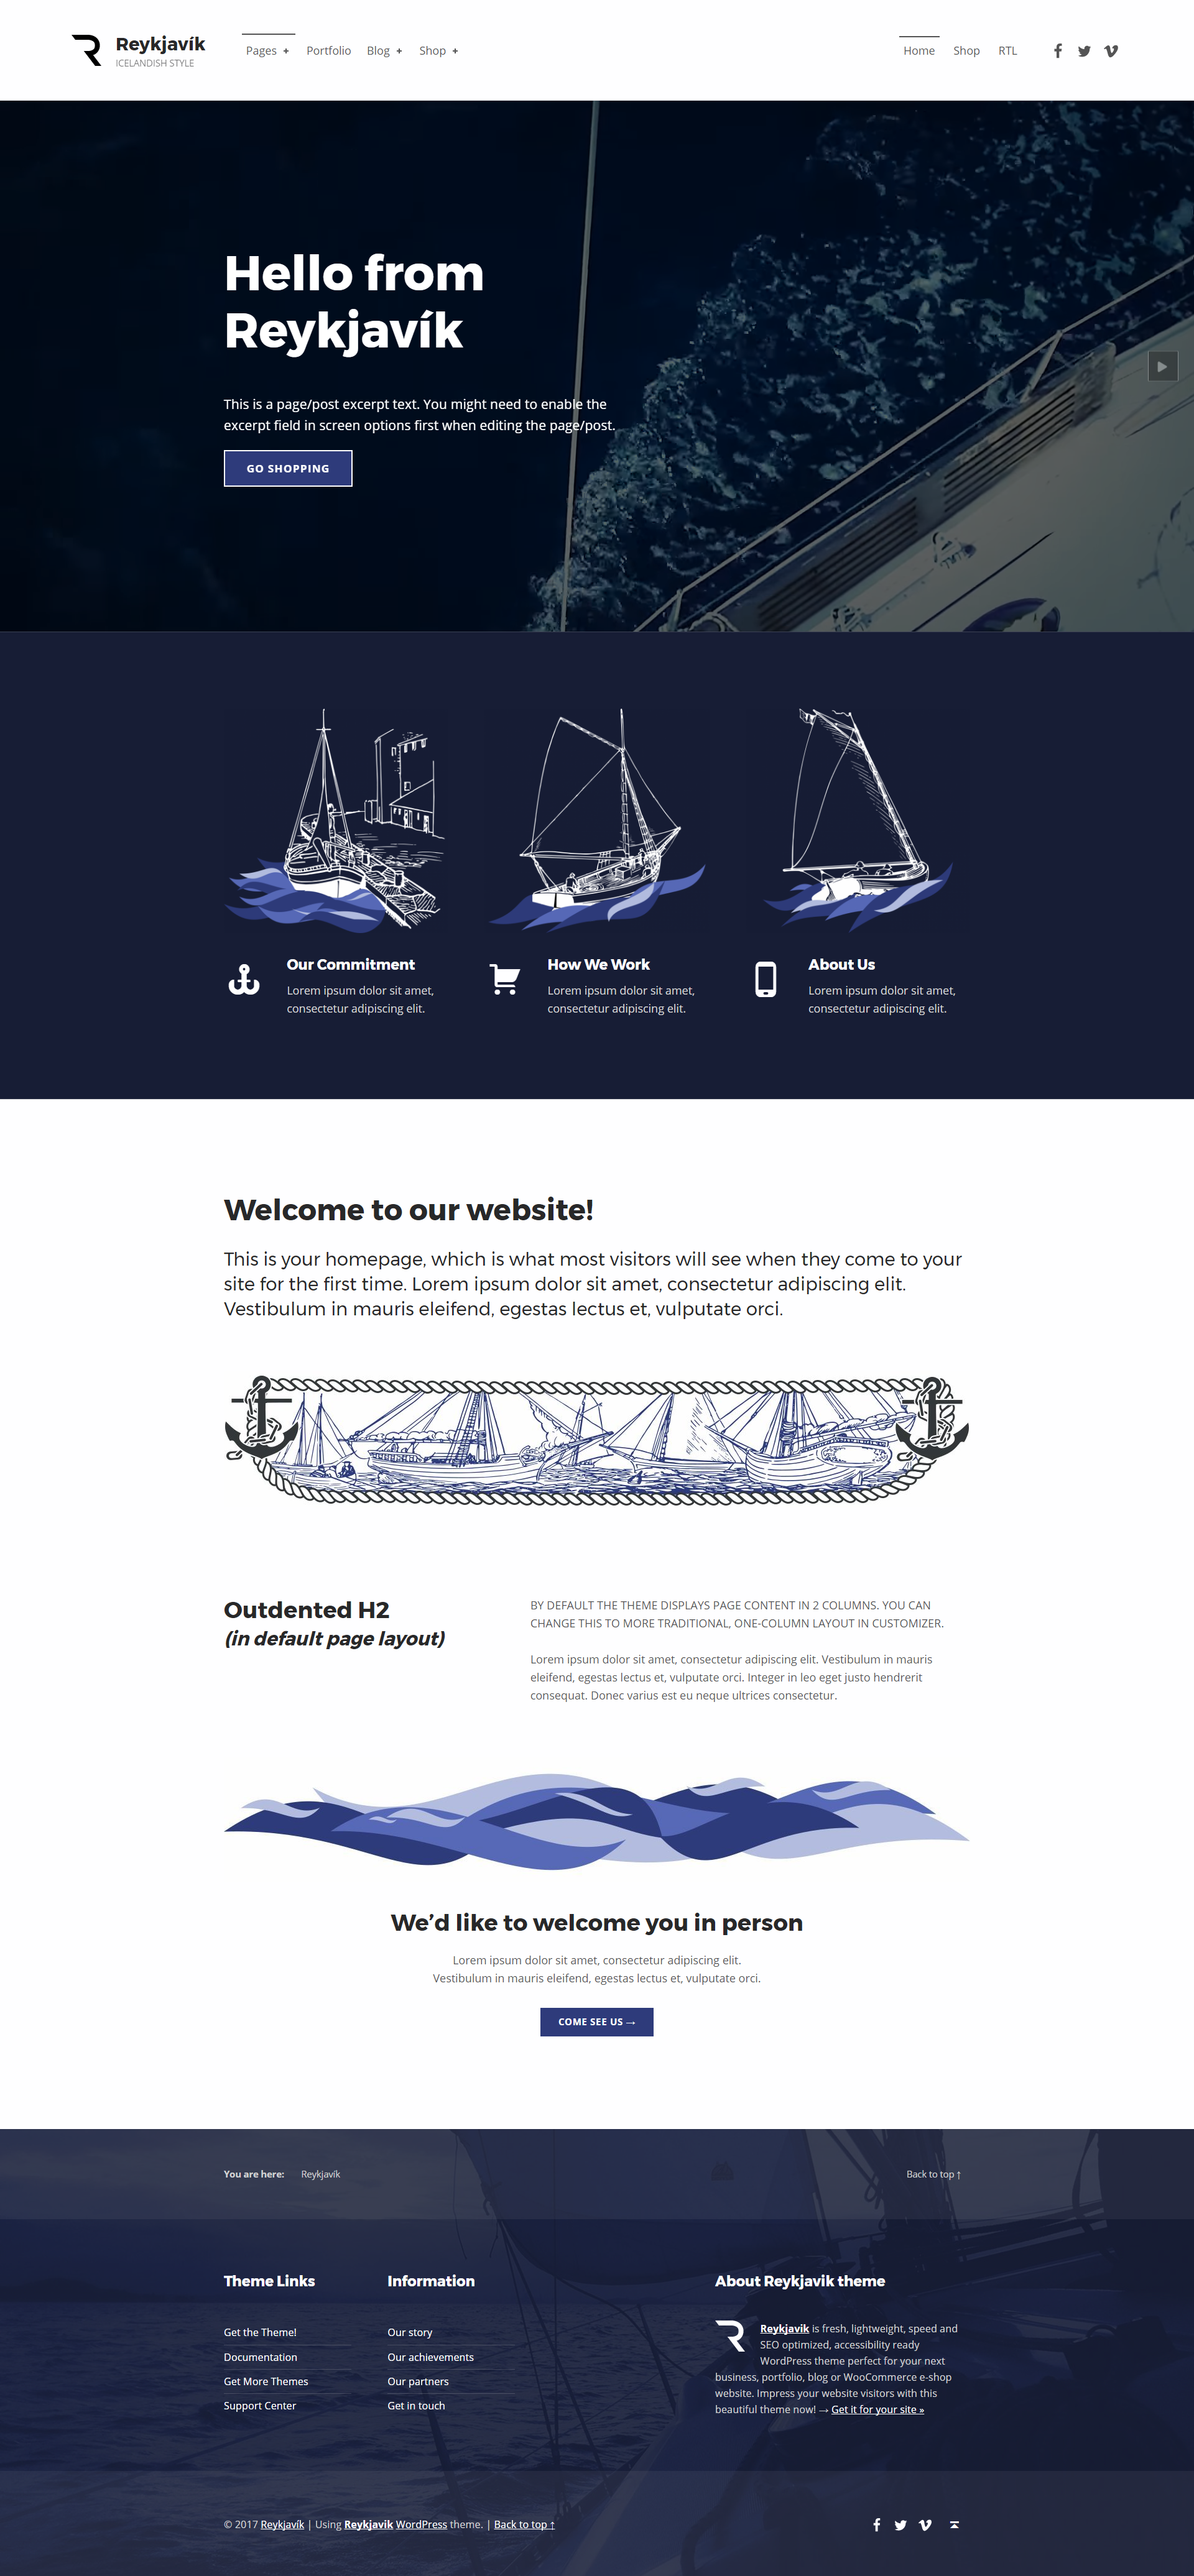 Reykjavík
ICELANDISH STYLE
Pages +
Portfolio
Blog +
Shop +
Home
Shop
RTL
Hello from
Reykjavík
This is a page/post excerpt text. You might need to enable the
excerpt field in screen options first when editing the page/post.
GO SHOPPING
Our Commitment
Lorem ipsum dolor sit amet,
consectetur adipiscing elit.
How We Work
Lorem ipsum dolor sit amet,
consectetur adipiscing elit.
About Us
Lorem ipsum dolor sit amet,
consectetur adipiscing elit.
Welcome to our website!
This is your homepage, which is what most visitors will see when they come to your
site for the first time. Lorem ipsum dolor sit amet, consectetur adipiscing elit.
Vestibulum in mauris eleifend, egestas lectus et, vulputate orci.
Outdented H2
(in default page layout)
BY DEFAULT THE THEME DISPLAYS PAGE CONTENT IN 2 COLUMNS. YOU CAN
CHANGE THIS TO MORE TRADITIONAL, ONE-COLUMN LAYOUT IN CUSTOMIZER.
Lorem ipsum dolor sit amet, consectetur adipiscing elit. Vestibulum in mauris
eleifend, egestas lectus et, vulputate orci. Integer in leo eget justo hendrerit
consequat. Donec varius est eu neque ultrices consectetur.
We’d like to welcome you in person
Lorem ipsum dolor sit amet, consectetur adipiscing elit.
Vestibulum in mauris eleifend, egestas lectus et, vulputate orci.
COME SEE US →
You are here: Reykjavík
Back to top ↑
Theme Links
Get the Theme!
Documentation
Get More Themes
Support Center
Information
Our story
Our achievements
Our partners
Get in touch
About Reykjavik theme
Reykjavik is fresh, lightweight, speed and
SEO optimized, accessibility ready
WordPress theme perfect for your next
business, portfolio, blog or WooCommerce e-shop
website. Impress your website visitors with this
beautiful theme now! → Get it for your site »
© 2017 Reykjavík | Using Reykjavik WordPress theme. | Back to top ↑